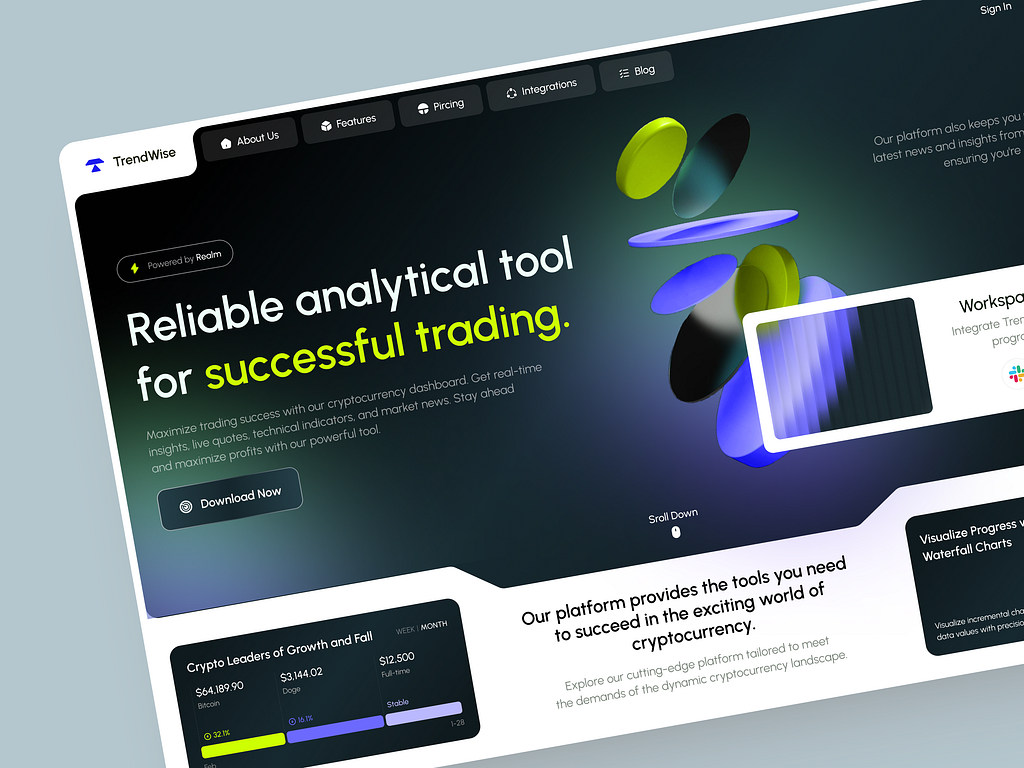 Sign In
TrendWise
About Us
Features
Pircing
Integrations
Blog
Our platform also keeps you
latest news and insights from
ensuring you're
Powered by Realm
Reliable analytical tool
for successful trading.
Maximize trading success with our cryptocurrency dashboard. Get real-time
insights, live quotes, technical indicators, and market news. Stay ahead
and maximize profits with our powerful tool.
Download Now
Integrate
Sroll Down
Crypto Leaders of Growth and Fall
WEEK | MONTH
$64,189.90
Bitcoin
$3,144.02
Doge
$12,500
Full-time
32.1%
16.1%
Stable
1-28
Feb
Our platform provides the tools you need
to succeed in the exciting world of
cryptocurrency.
Explore our cutting-edge platform tailored to meet
the demands of the dynamic cryptocurrency landscape.
Visualize Progress
Waterfall Charts
Visualize incremental
data values with